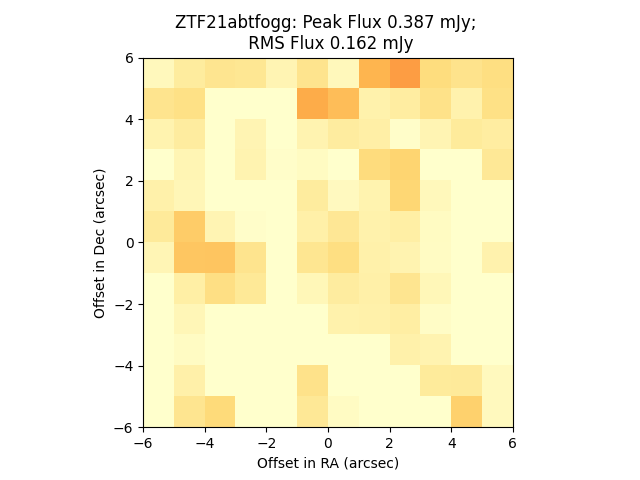 ZTF21abtfogg: Peak Flux 0.387 mJy;
RMS Flux 0.162 mJy
6
4
2
0
−2
−4
−6
Offset in Dec (arcsec)
−6 −4 −2 0 2 4 6
Offset in RA (arcsec)